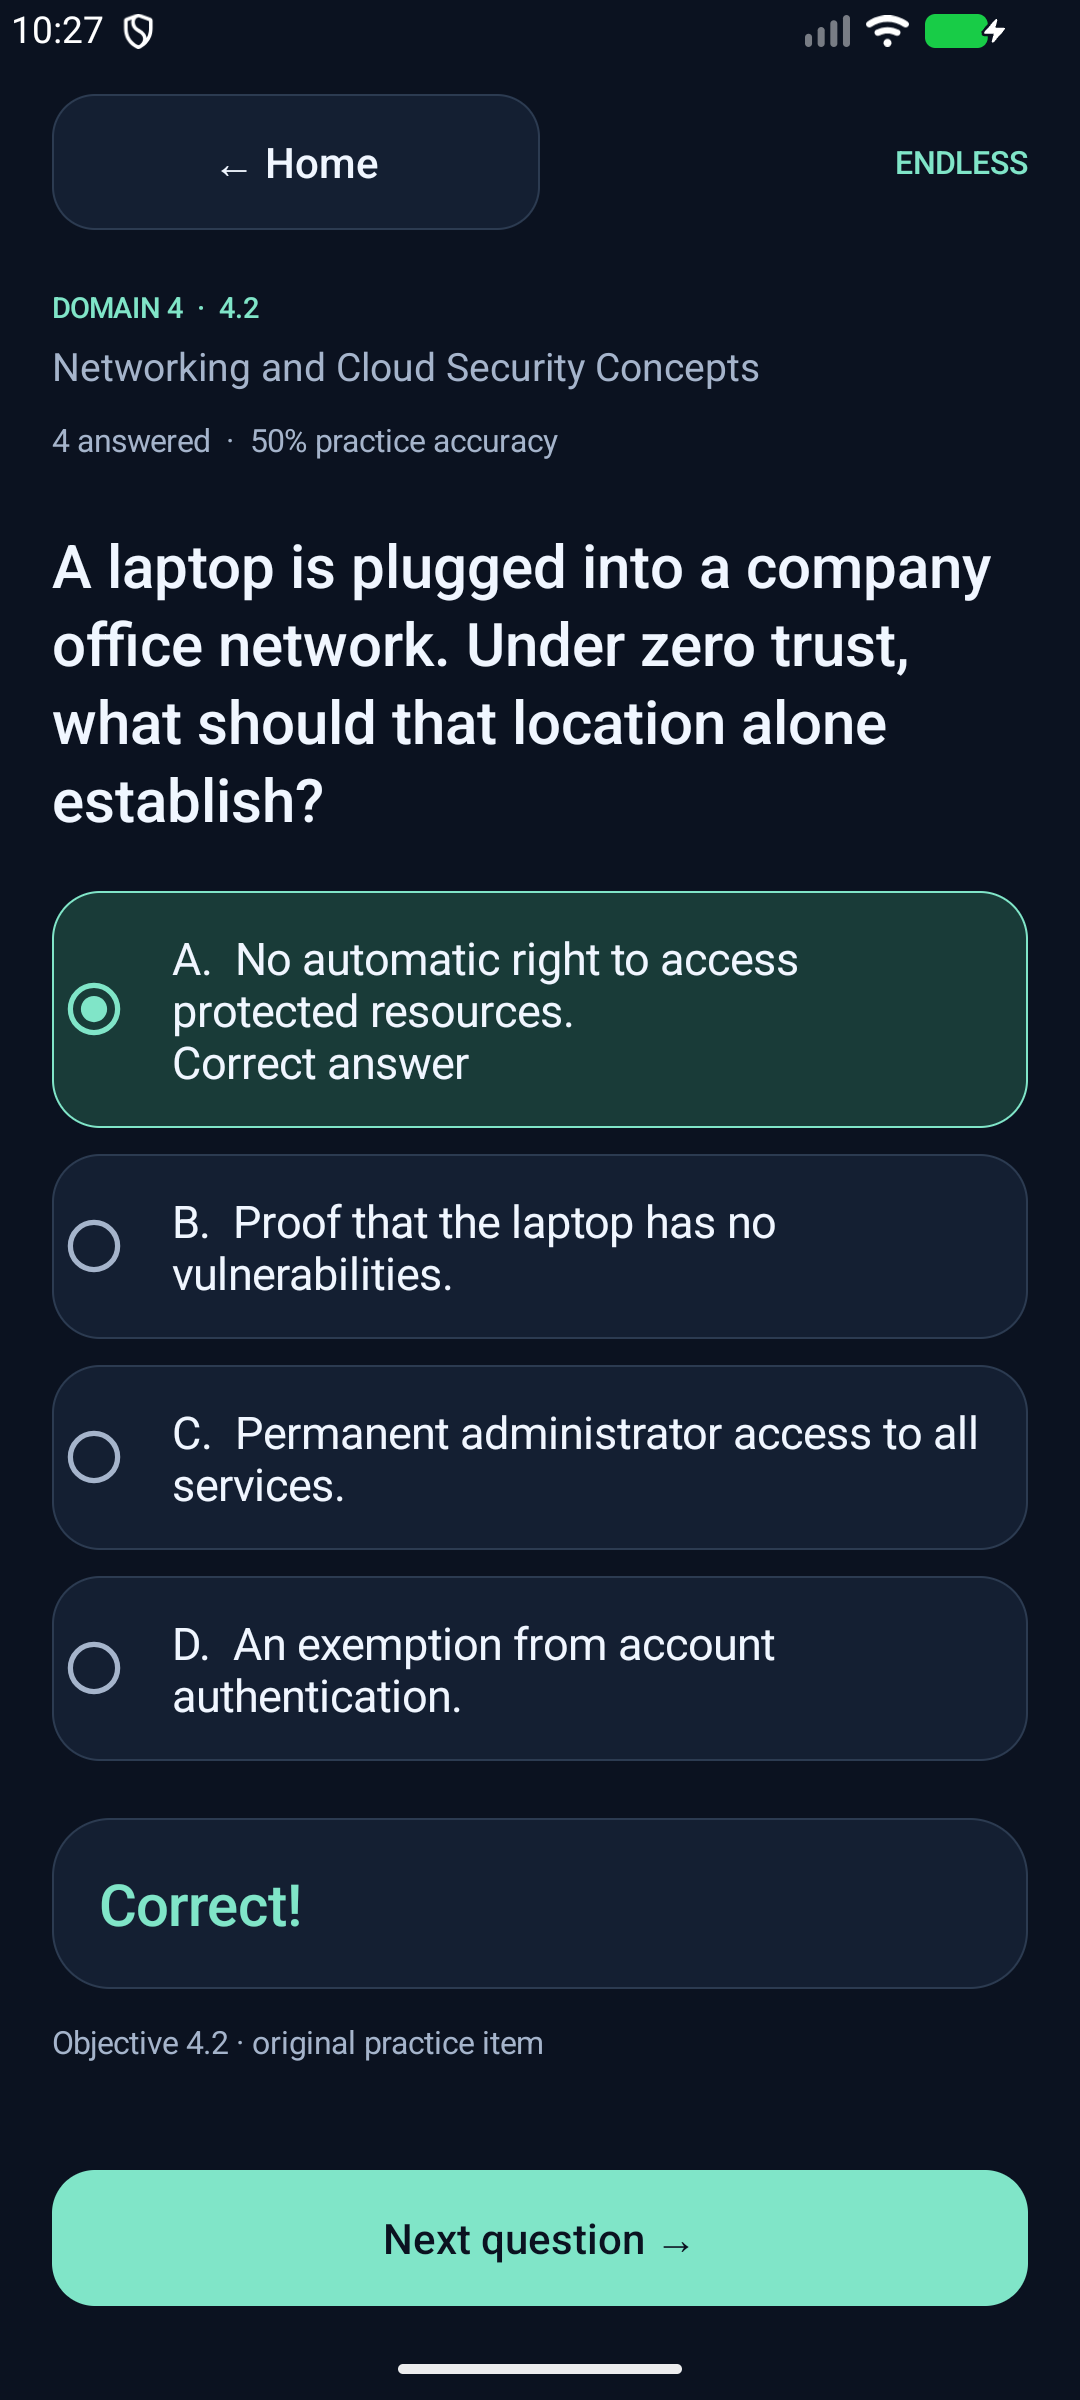 10:27
← Home
ENDLESS
DOMAIN 4 · 4.2
Networking and Cloud Security Concepts
4 answered · 50% practice accuracy
A laptop is plugged into a company
office network. Under zero trust,
what should that location alone
establish?
A. No automatic right to access
protected resources.
Correct answer
B. Proof that the laptop has no
vulnerabilities.
C. Permanent administrator access to all
services.
D. An exemption from account
authentication.
Correct!
Objective 4.2 · original practice item
Next question →